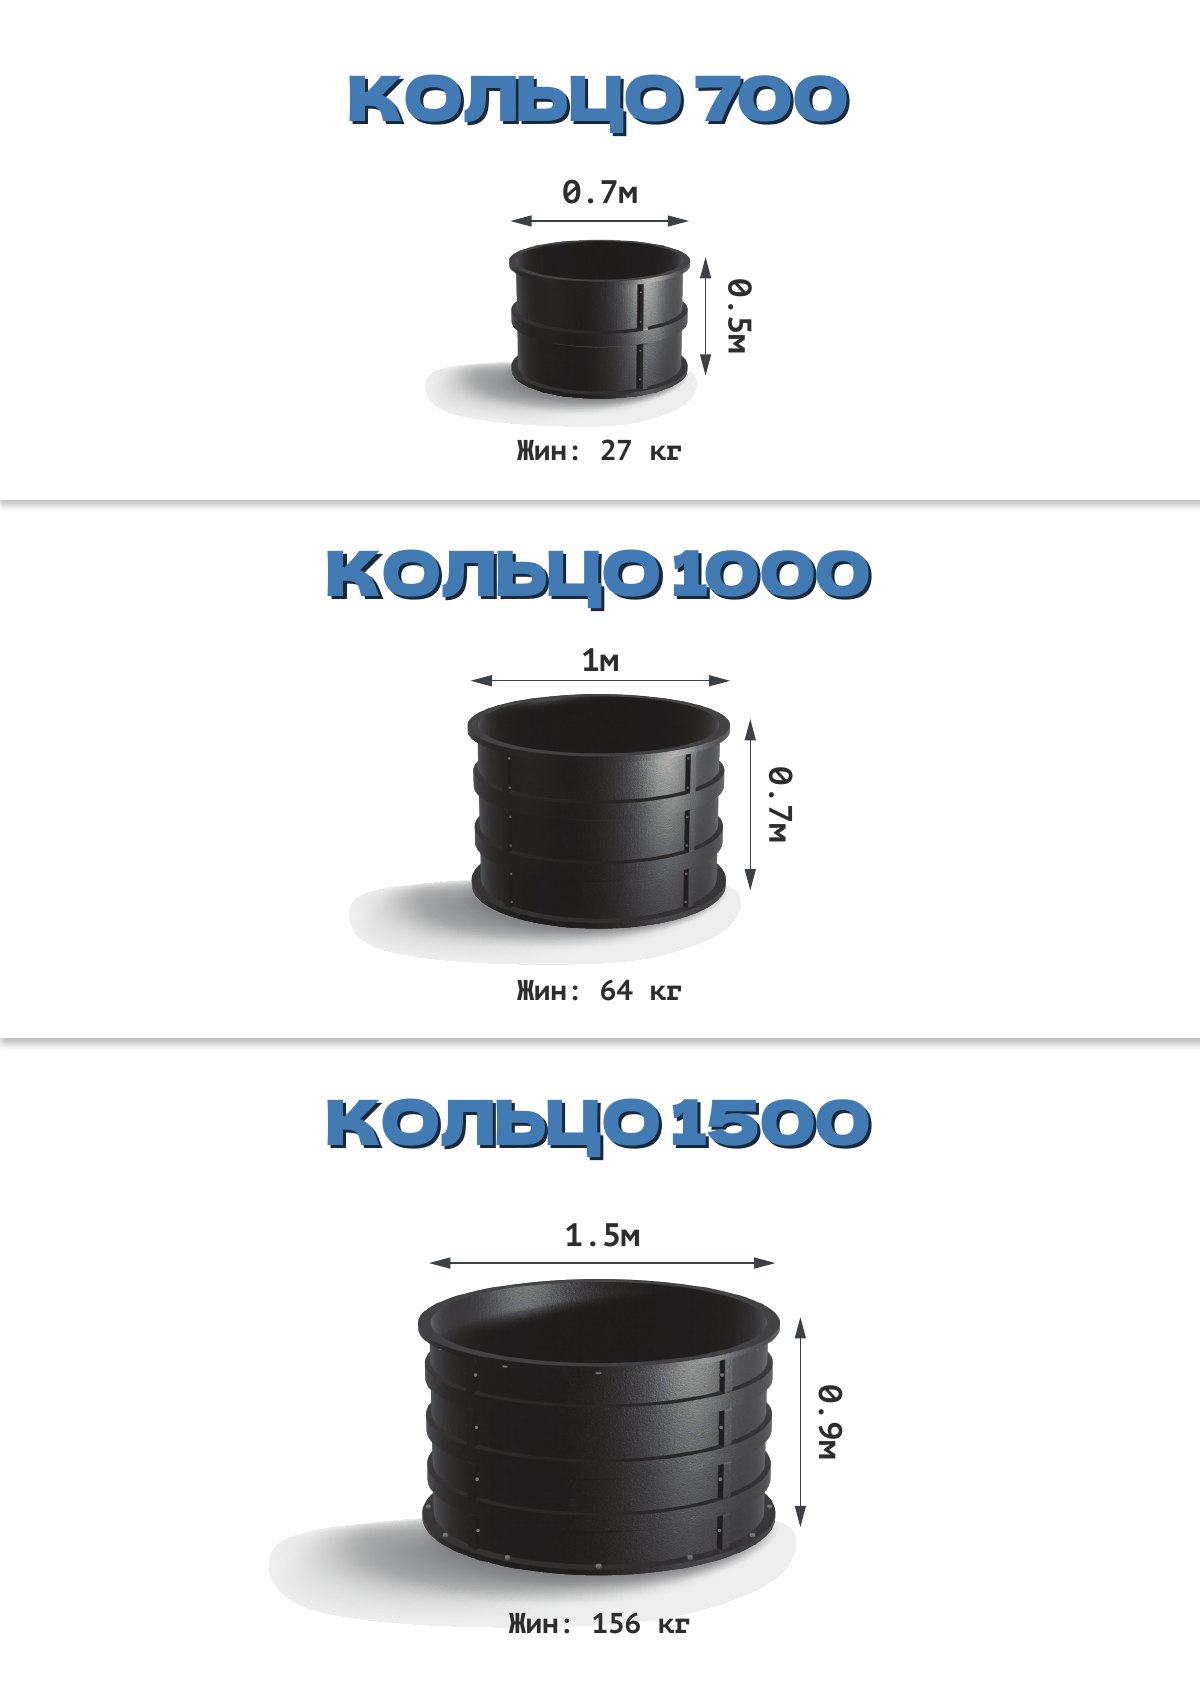 КОЛЬЦО 700
0.7м
0.5м
Жин: 27 кг
КОЛЬЦО 1000
1м
0.7м
Жин: 64 кг
КОЛЬЦО 1500
1.5м
0.9м
Жин: 156 кг